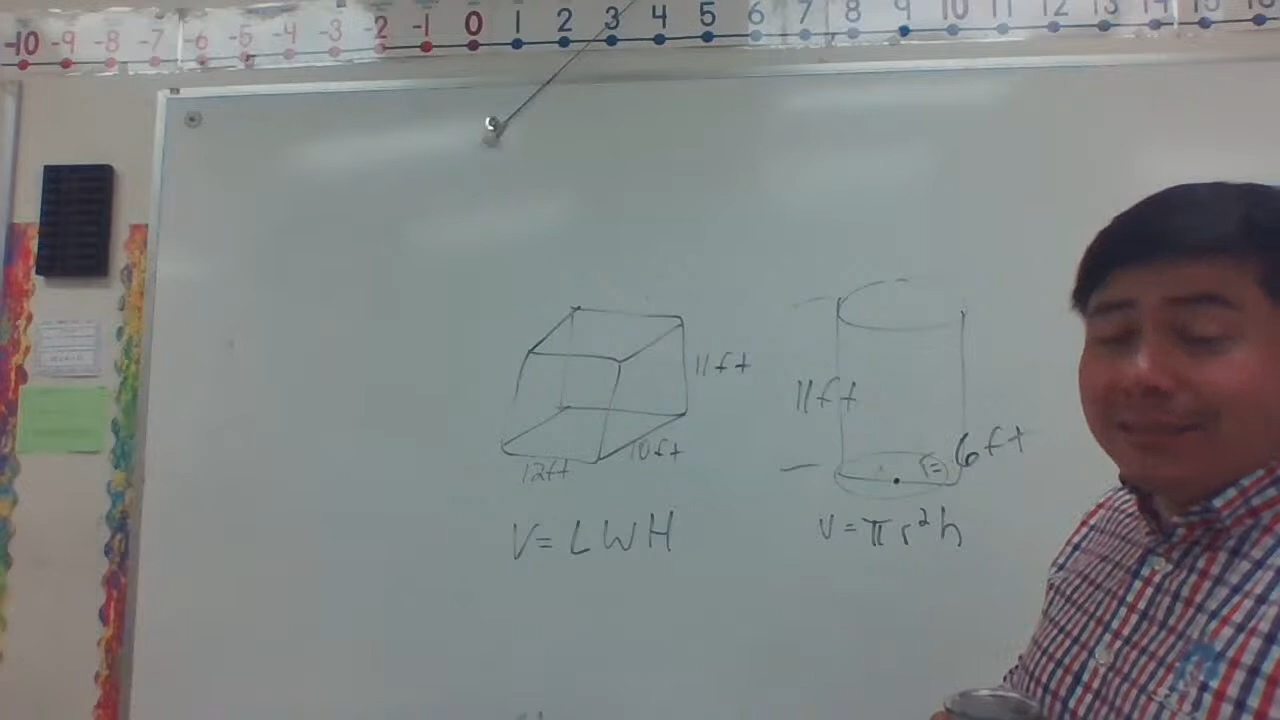 -10 -9 -8 -7 -6 -5 -4 -3 -2 -1 0 1 2 3 4 5 6 7 8 9 10 11 12 13 14 15
11ft
11ft
12ft 10ft
r= 6ft
V= LWH
V=πr²h